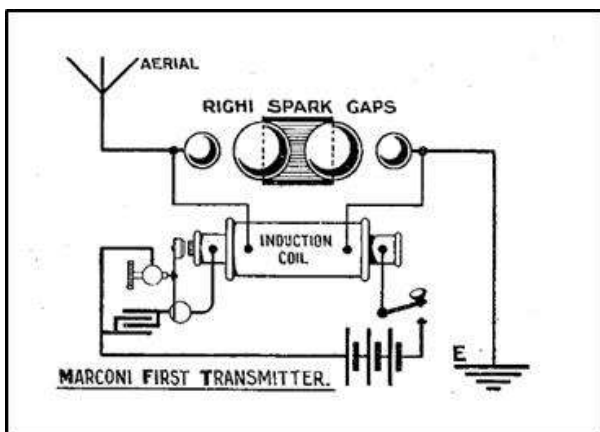 AERIAL
RIGHI SPARK GAPS
INDUCTION
COIL
E
MARCONI FIRST TRANSMITTER.